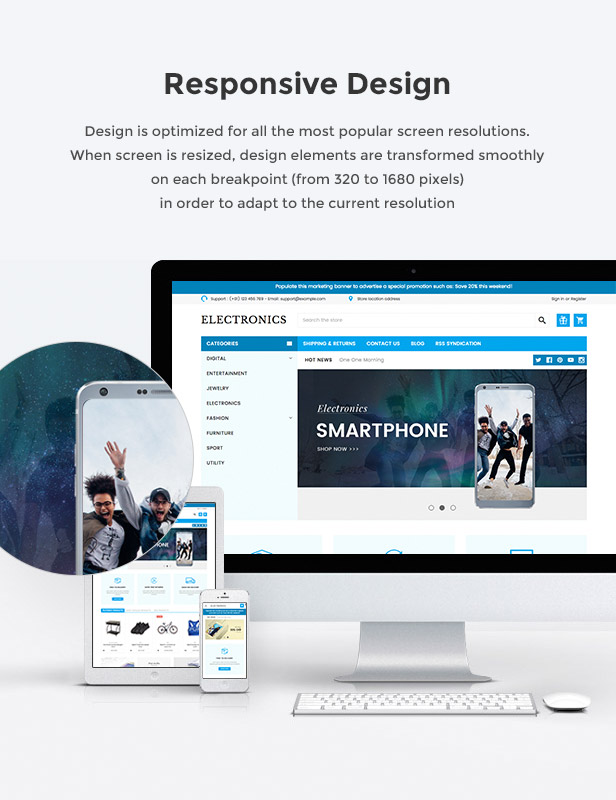 Responsive Design
Design is optimized for all the most popular screen resolutions.
When screen is resized, design elements are transformed smoothly
on each breakpoint (from 320 to 1680 pixels)
in order to adapt to the current resolution
Populate this marketing banner to advertise a special promotion such as: Save 20% this weekend!
Support : (+01) 123 456 789 - Email: support@example.com
Store location address
Sign in or Register
ELECTRONICS
Search the store
CATEGORIES
SHIPPING & RETURNS
CONTACT US
BLOG
RSS SYNDICATION
DIGITAL
HOT NEWS
One One Morning
ENTERTAINMENT
JEWELRY
ELECTRONICS
FASHION
FURNITURE
SPORT
UTILITY
Electronics
SMARTPHONE
SHOP NOW >>>